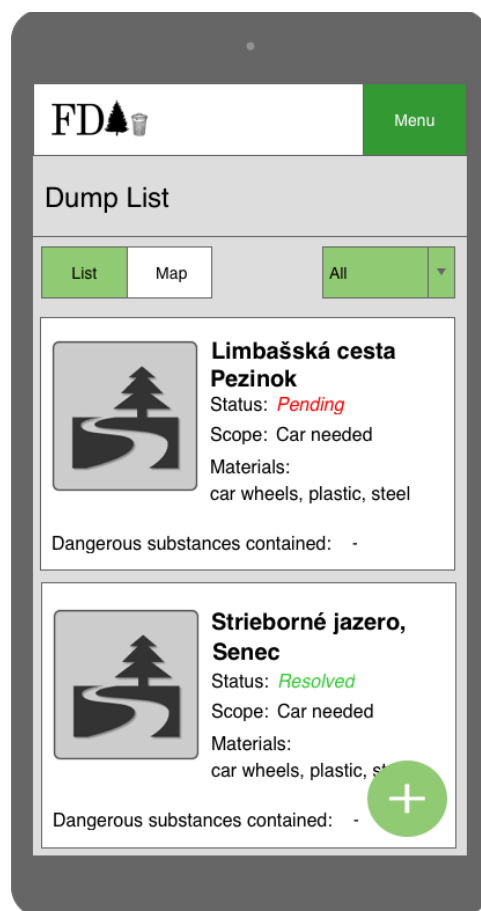 FD
Menu
Dump List
List
Map
All
Limbašská cesta
Pezinok
Status: Pending
Scope: Car needed
Materials:
car wheels, plastic, steel
Dangerous substances contained: -
Strieborné jazero,
Senec
Status: Resolved
Scope: Car needed
Materials:
car wheels, plastic,
Dangerous substances contained: -